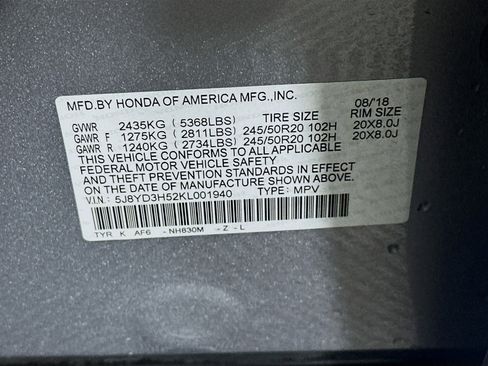 MFD.BY HONDA OF AMERICA MFG.,INC. 08/'18
GVWR 2435KG ( 5368LBS) TIRE SIZE RIM SIZE
GAWR F 1275KG ( 2811LBS) 245/50R20 102H 20X8.0J
GAWR R 1240KG ( 2734LBS) 245/50R20 102H 20X8.0J
THIS VEHICLE CONFORMS TO ALL APPLICABLE
FEDERAL MOTOR VEHICLE SAFETY
AND THEFT PREVENTION STANDARDS IN EFFECT
ON THE DATE OF MANUFACTURE SHOWN ABOVE.
V.I.N.: 5J8YD3H52KL001940 TYPE: MPV
TYR K AF6 - NH830M - Z - L